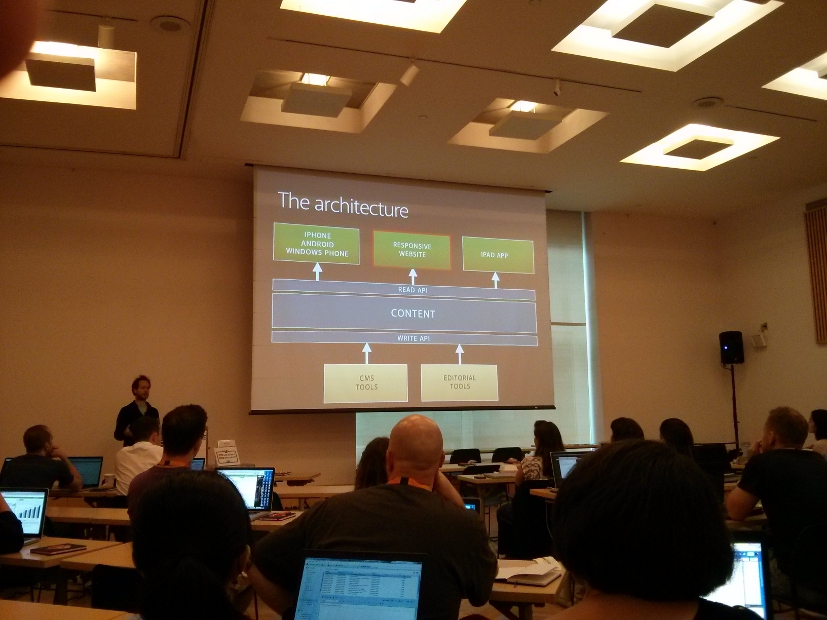 The architecture
IPHONE
ANDROID
WINDOWS PHONE
RESPONSIVE
WEBSITE
IPAD APP
READ API
CONTENT
WRITE API
CMS
TOOLS
EDITORIAL
TOOLS